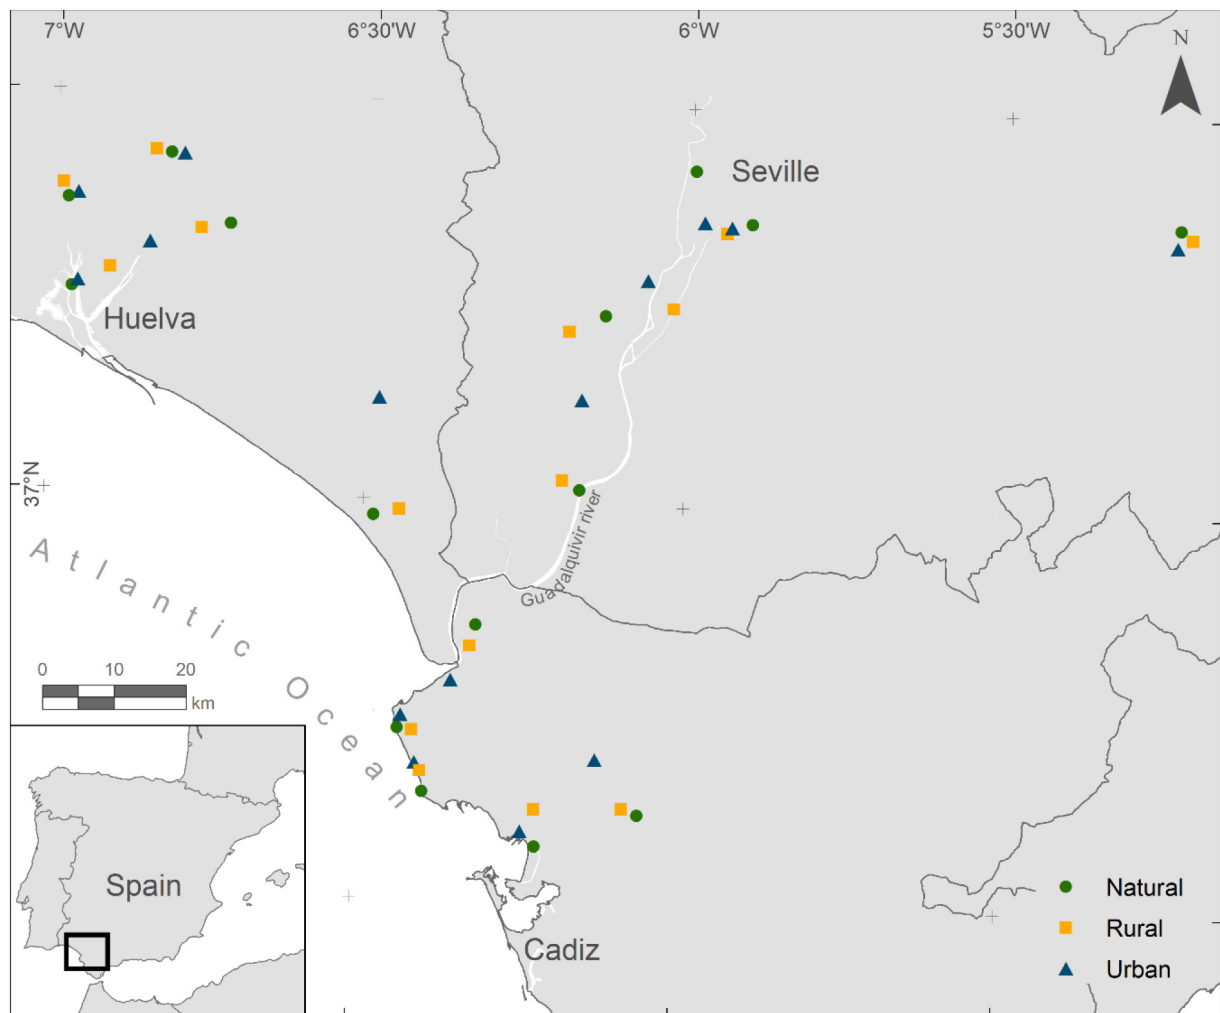 7°W
6°30'W
6°W
5°30'W
N
Seville
Huelva
37°N
Guadalquivir river
Atlantic Ocean
0 10 20
km
Spain
Cadiz
Natural
Rural
Urban